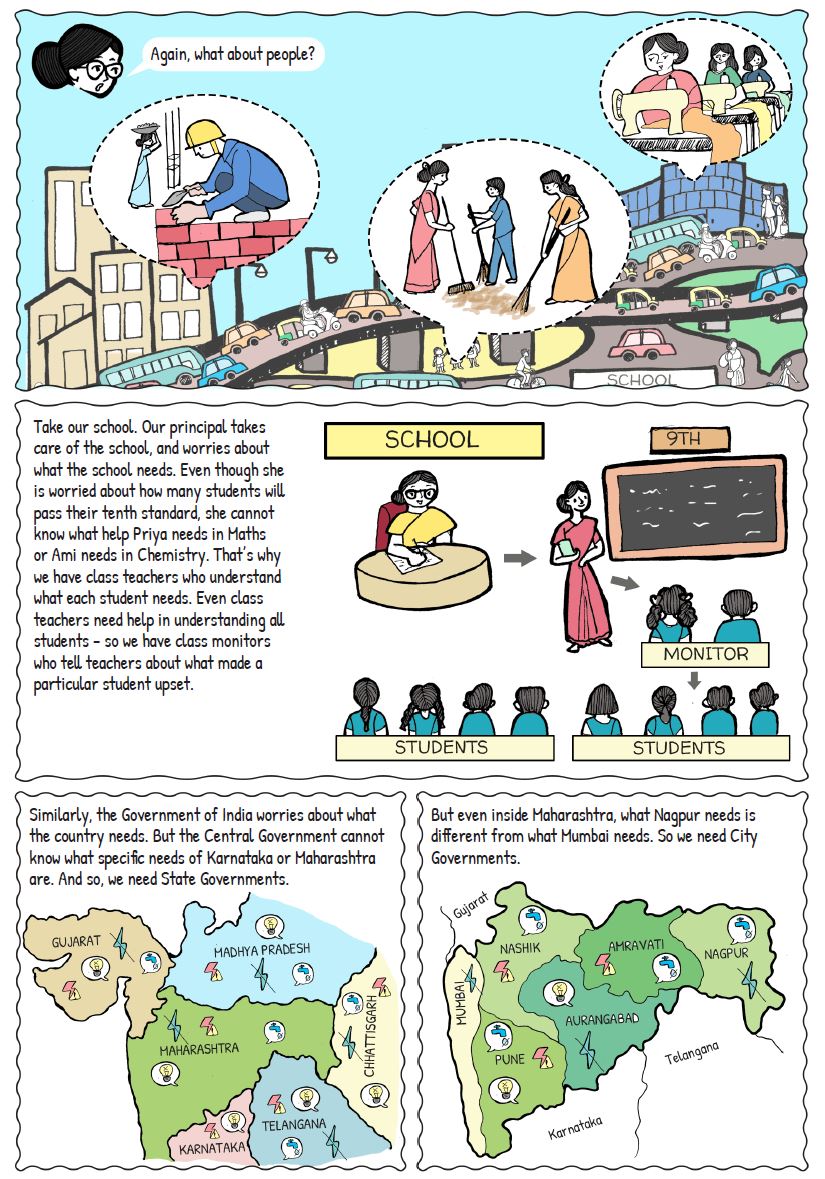 Again, what about people?
SCHOOL
Take our school. Our principal takes
care of the school, and worries about
what the school needs. Even though she
is worried about how many students will
pass their tenth standard, she cannot
know what help Priya needs in Maths
or Ami needs in Chemistry. That's why
we have class teachers who understand
what each student needs. Even class
teachers need help in understanding all
students – so we have class monitors
who tell teachers about what made a
particular student upset.
SCHOOL
9TH
MONITOR
STUDENTS
STUDENTS
Similarly, the Government of India worries about what
the country needs. But the Central Government cannot
know what specific needs of Karnataka or Maharashtra
are. And so, we need State Governments.
GUJARAT
MADHYA PRADESH
CHHATTISGARH
MAHARASHTRA
TELANGANA
KARNATAKA
But even inside Maharashtra, what Nagpur needs is
different from what Mumbai needs. So we need City
Governments.
Gujarat
NASHIK
AMRAVATI
NAGPUR
MUMBAI
AURANGABAD
PUNE
Telangana
Karnataka